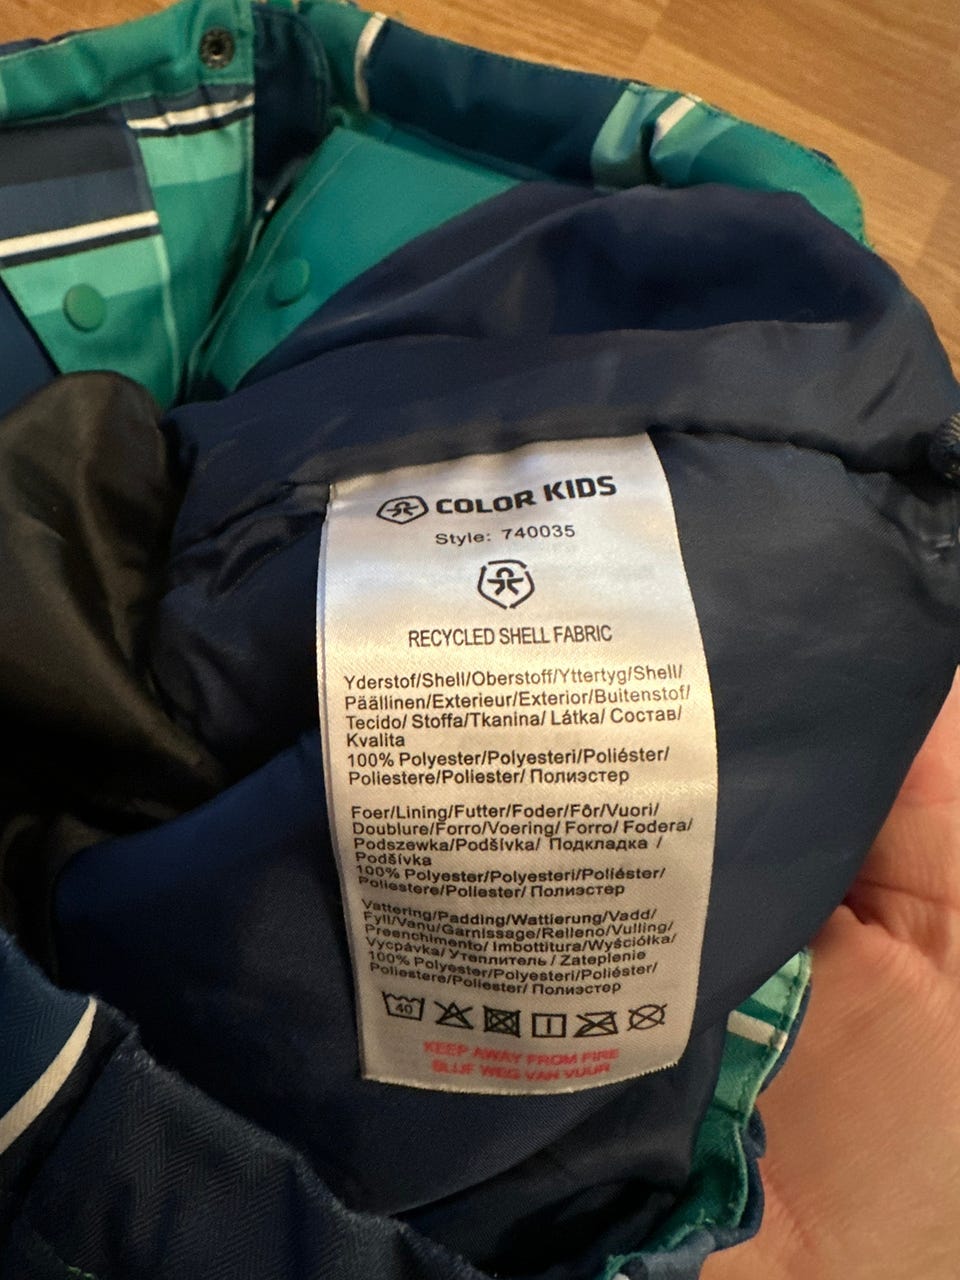 COLOR KIDS
Style: 740035
RECYCLED SHELL FABRIC
Yderstof/Shell/Oberstoff/Yttertyg/Shell/
Päällinen/Exterieur/Exterior/Buitenstof/
Tecido/ Stoffa/Tkanina/ Látka/ Состав/
Kvalita
100% Polyester/Polyesteri/Poliéster/
Poliestere/Poliester/ Полиэстер
Foer/Lining/Futter/Foder/Fôr/Vuori/
Doublure/Forro/Voering/ Forro/ Fodera/
Podszewka/Podšívka/ Подкладка /
Podšívka
100% Polyester/Polyesteri/Poliéster/
Poliestere/Poliester/ Полиэстер
Vattering/Padding/Wattierung/Vadd/
Fyll/Vanu/Garnissage/Relleno/Vulling/
Preenchimento/ Imbottitura/Wyściółka/
Vycpávka/ Утеплитель / Zateplenie
100% Polyester/Polyesteri/Poliéster/
Poliestere/Poliester/ Полиэстер
40
KEEP AWAY FROM FIRE
BLIJF WEG VAN VUUR